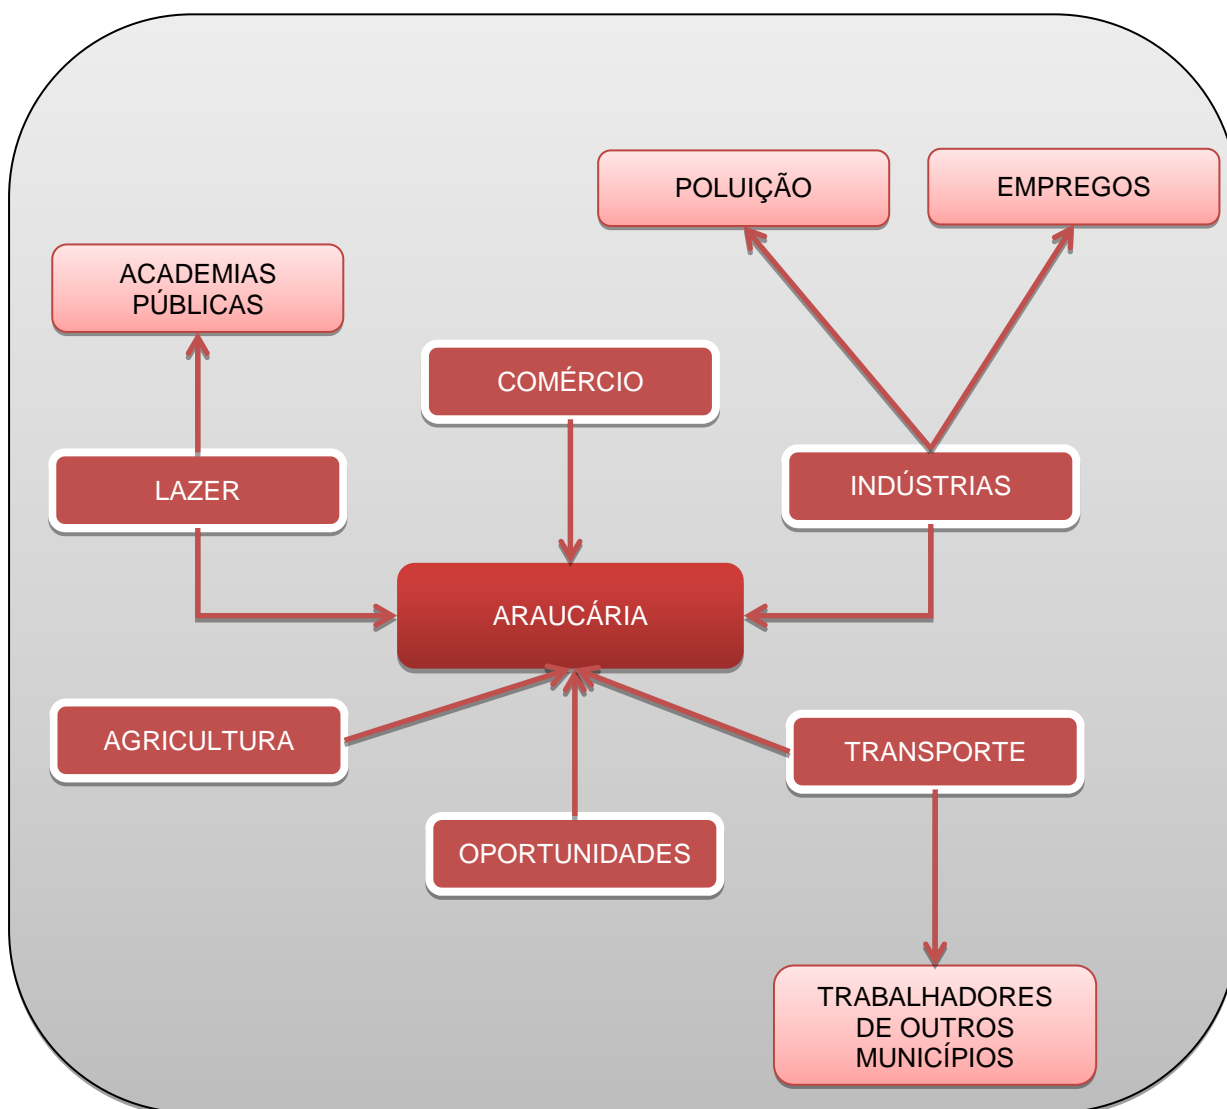 POLUIÇÃO
EMPREGOS
ACADEMIAS
PÚBLICAS
COMÉRCIO
LAZER
INDÚSTRIAS
ARAUCÁRIA
AGRICULTURA
TRANSPORTE
OPORTUNIDADES
TRABALHADORES
DE OUTROS
MUNICÍPIOS